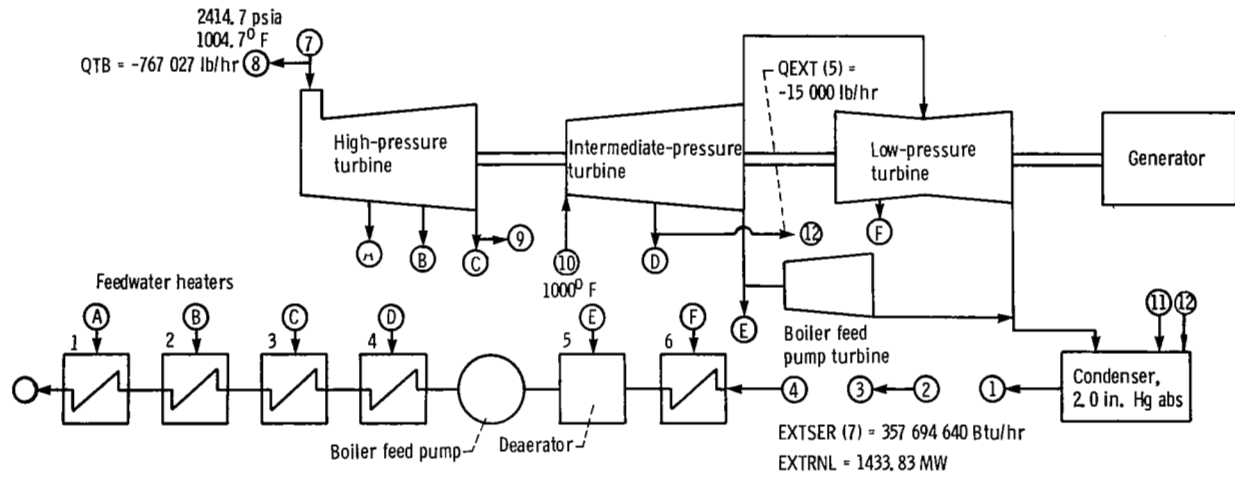 2414.7 psia
1004.7⁰ F
7
QTB = -767 027 lb/hr
8
QEXT (5) =
-15 000 lb/hr
High-pressure
turbine
Intermediate-pressure
turbine
Low-pressure
turbine
Generator
B
C
9
10
1000⁰ F
D
12
F
E
Feedwater heaters
A
B
C
D
E
F
1
2
3
4
5
6
Boiler feed
pump turbine
11
12
4
3
2
1
Condenser,
2.0 in. Hg abs
Boiler feed pump
Deaerator
EXTSER (7) = 357 694 640 Btu/hr
EXTRNL = 1433.83 MW